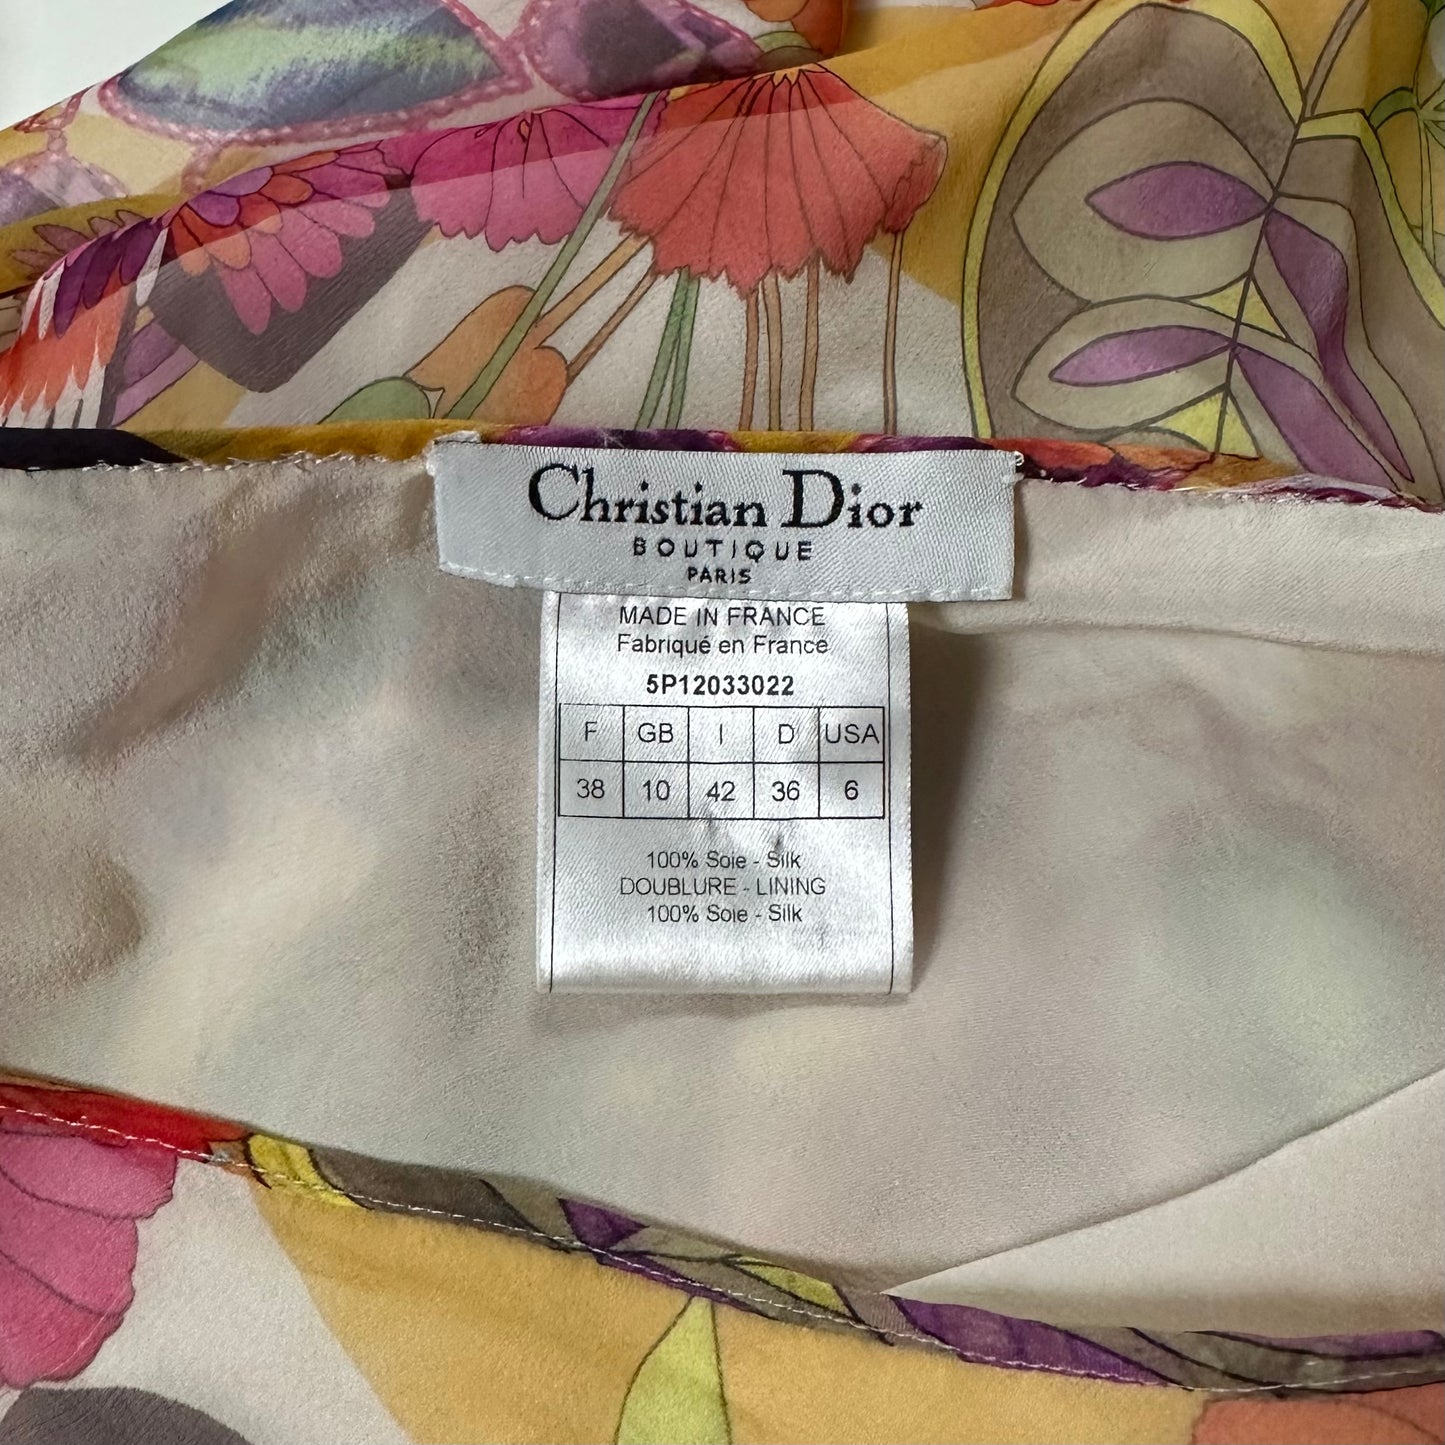 Christian Dior
BOUTIQUE
PARIS
MADE IN FRANCE
Fabriqué en France
5P12033022
F GB I D USA
38 10 42 36 6
100% Soie - Silk
DOUBLURE - LINING
100% Soie - Silk